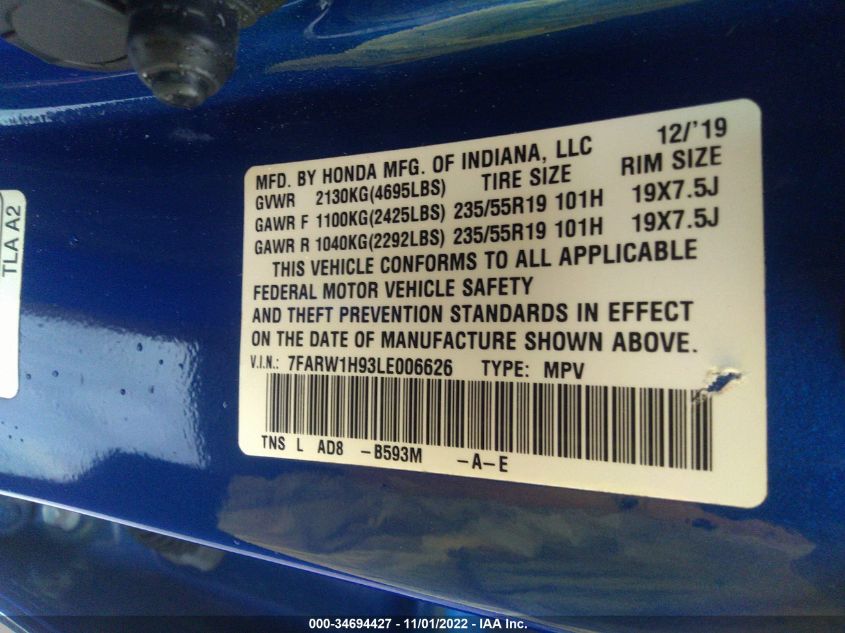 12/'19
MFD. BY HONDA MFG. OF INDIANA, LLC
GVWR 2130KG(4695LBS) TIRE SIZE RIM SIZE
GAWR F 1100KG(2425LBS) 235/55R19 101H 19X7.5J
GAWR R 1040KG(2292LBS) 235/55R19 101H 19X7.5J
THIS VEHICLE CONFORMS TO ALL APPLICABLE
FEDERAL MOTOR VEHICLE SAFETY
AND THEFT PREVENTION STANDARDS IN EFFECT
ON THE DATE OF MANUFACTURE SHOWN ABOVE.
V.I.N.: 7FARW1H93LE006626 TYPE: MPV
TNS L AD8 -B593M -A-E
TLA A2
000-34694427 - 11/01/2022 - IAA Inc.